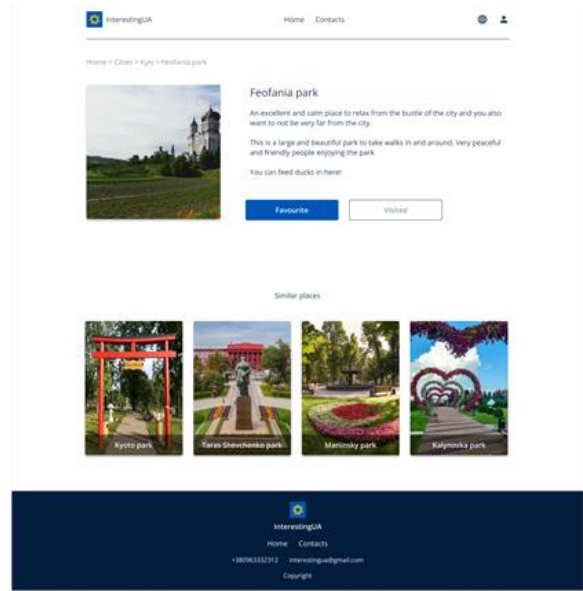 InterestingUA
Home Contacts
Home > Cities > Kyiv > Feofania park
Feofania park
An excellent and calm place to relax from the bustle of the city and you also
want to not be very far from the city.
This is a large and beautiful park to take walks in and around. Very peaceful
and friendly people enjoying the park
You can feed ducks in here!
Favourite Visited
Similar places
Kyoto park Taras Shevchenko park Mariinsky park Kalynovka park
InterestingUA
Home Contacts
+380963332312 interestingua@gmail.com
Copyright